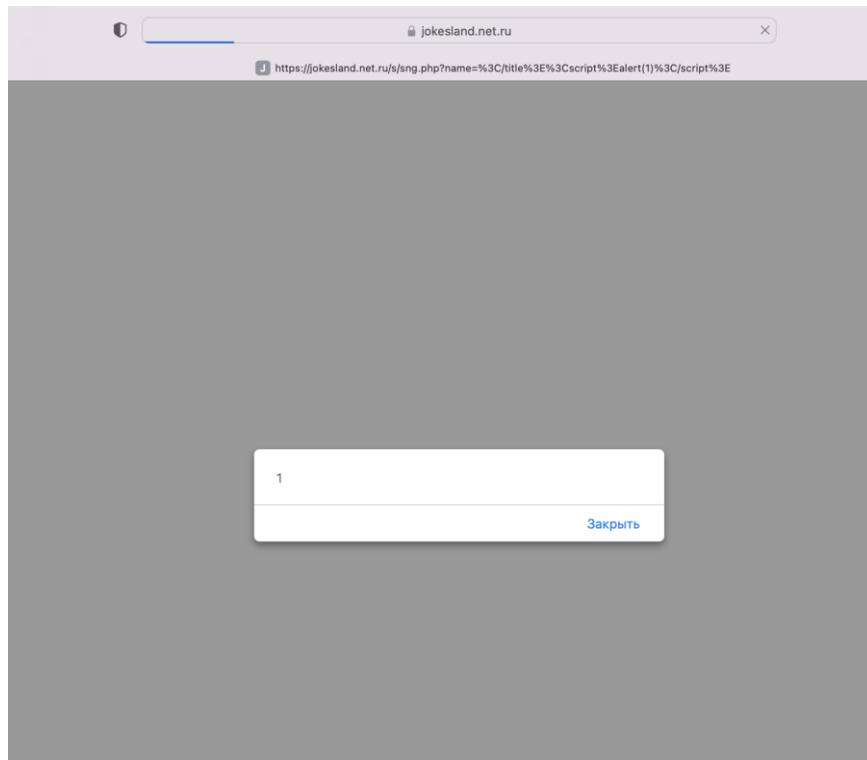 jokesland.net.ru
J https://jokesland.net.ru/s/sng.php?name=%3C/title%3E%3Cscript%3Ealert(1)%3C/script%3E
1
Закрыть